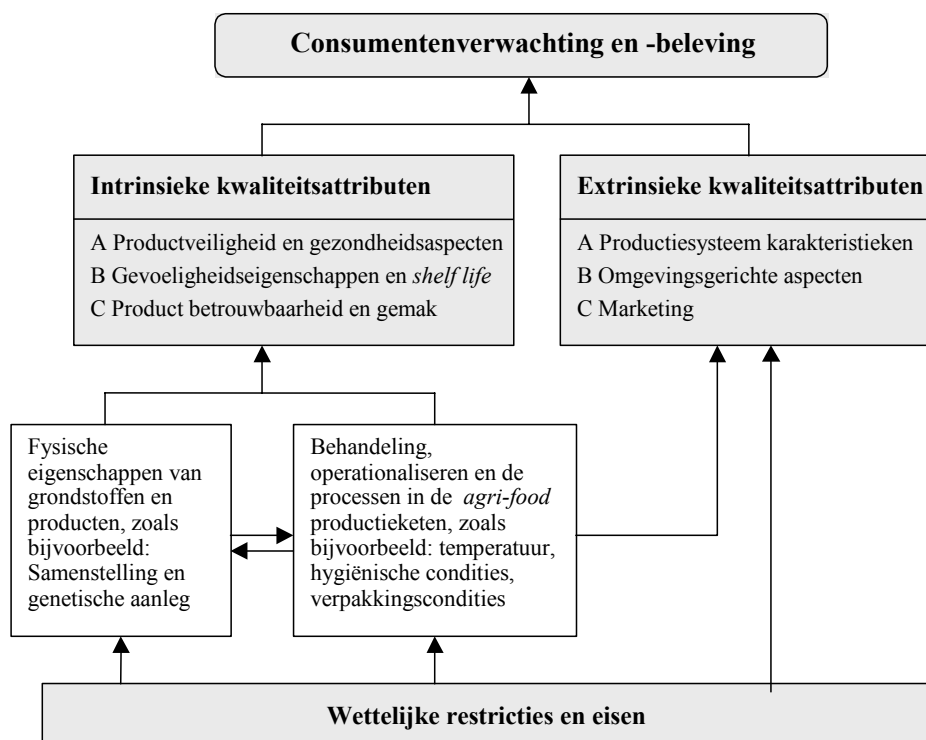 Consumentenverwachting en -beleving
Intrinsieke kwaliteitsattributen
A Productveiligheid en gezondheidsaspecten
B Gevoeligheidseigenschappen en shelf life
C Product betrouwbaarheid en gemak
Extrinsieke kwaliteitsattributen
A Productiesysteem karakteristieken
B Omgevingsgerichte aspecten
C Marketing
Fysische
eigenschappen van
grondstoffen en
producten, zoals
bijvoorbeeld:
Samenstelling en
genetische aanleg
Behandeling,
operationaliseren en de
processen in de agri-food
productieketen, zoals
bijvoorbeeld: temperatuur,
hygiënische condities,
verpakkingscondities
Wettelijke restricties en eisen